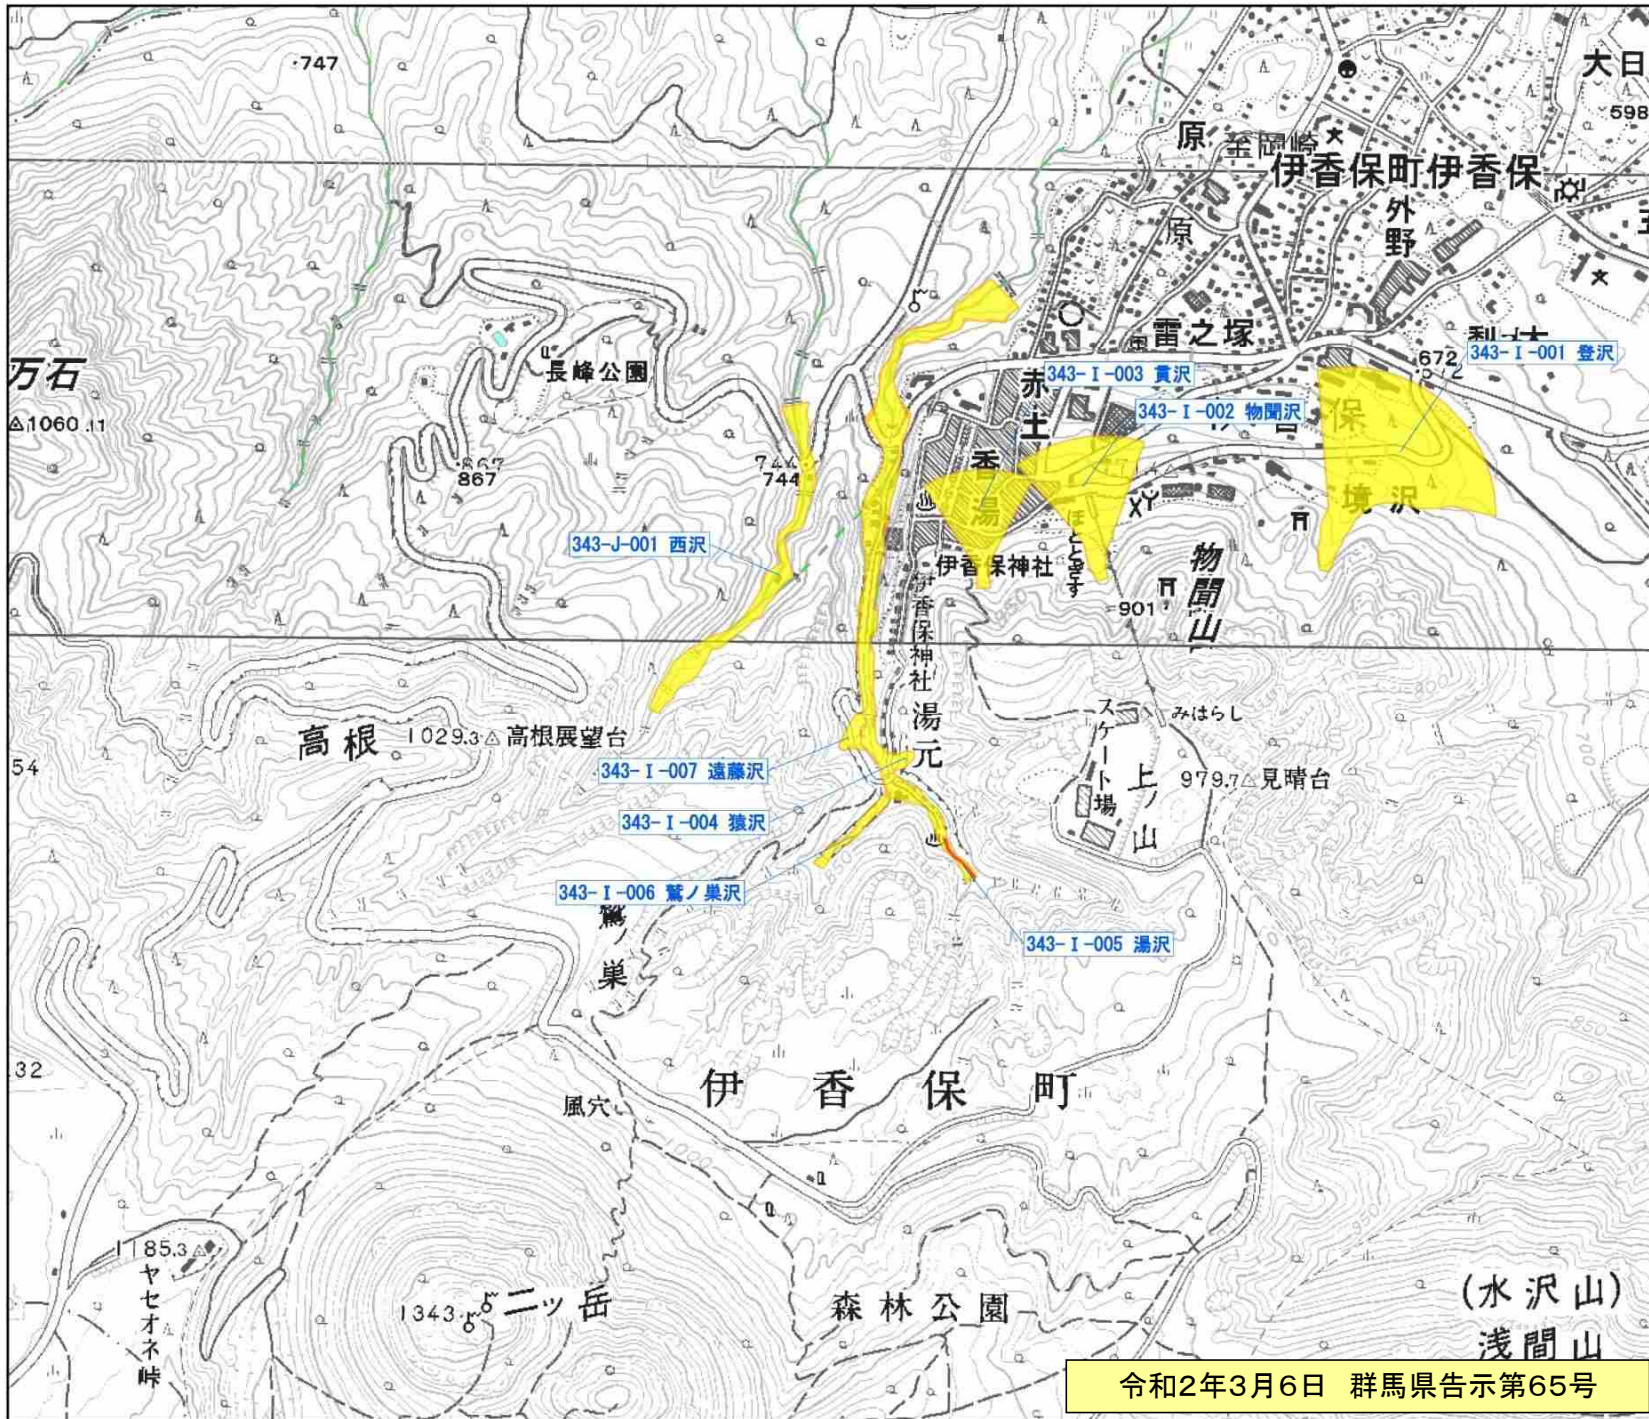 ・747
大日
598
原
金岡崎
伊香保町伊香保
外野
原
雷之塚
万石
△1060
長峰公園
赤土
672
343-Ⅰ-001 登沢
343-Ⅰ-003 貫沢
343-Ⅰ-002 物聞沢
保
867
744
香
湯
境沢
343-J-001 西沢
伊香保神社
ほととぎす
物聞山
901
伊香保神社
湯元
スケート場
みはらし
高根
1029.3△高根展望台
54
343-Ⅰ-007 遠藤沢
上ノ山
979.7△見晴台
343-Ⅰ-004 猿沢
343-Ⅰ-006 鷲ノ巣沢
鷲ノ巣
343-Ⅰ-005 湯沢
32
伊香保町
風穴
1185.3△
ヤセオネ峠
1343
二ッ岳
森林公園
(水沢山)
浅間山
令和2年3月6日 群馬県告示第65号